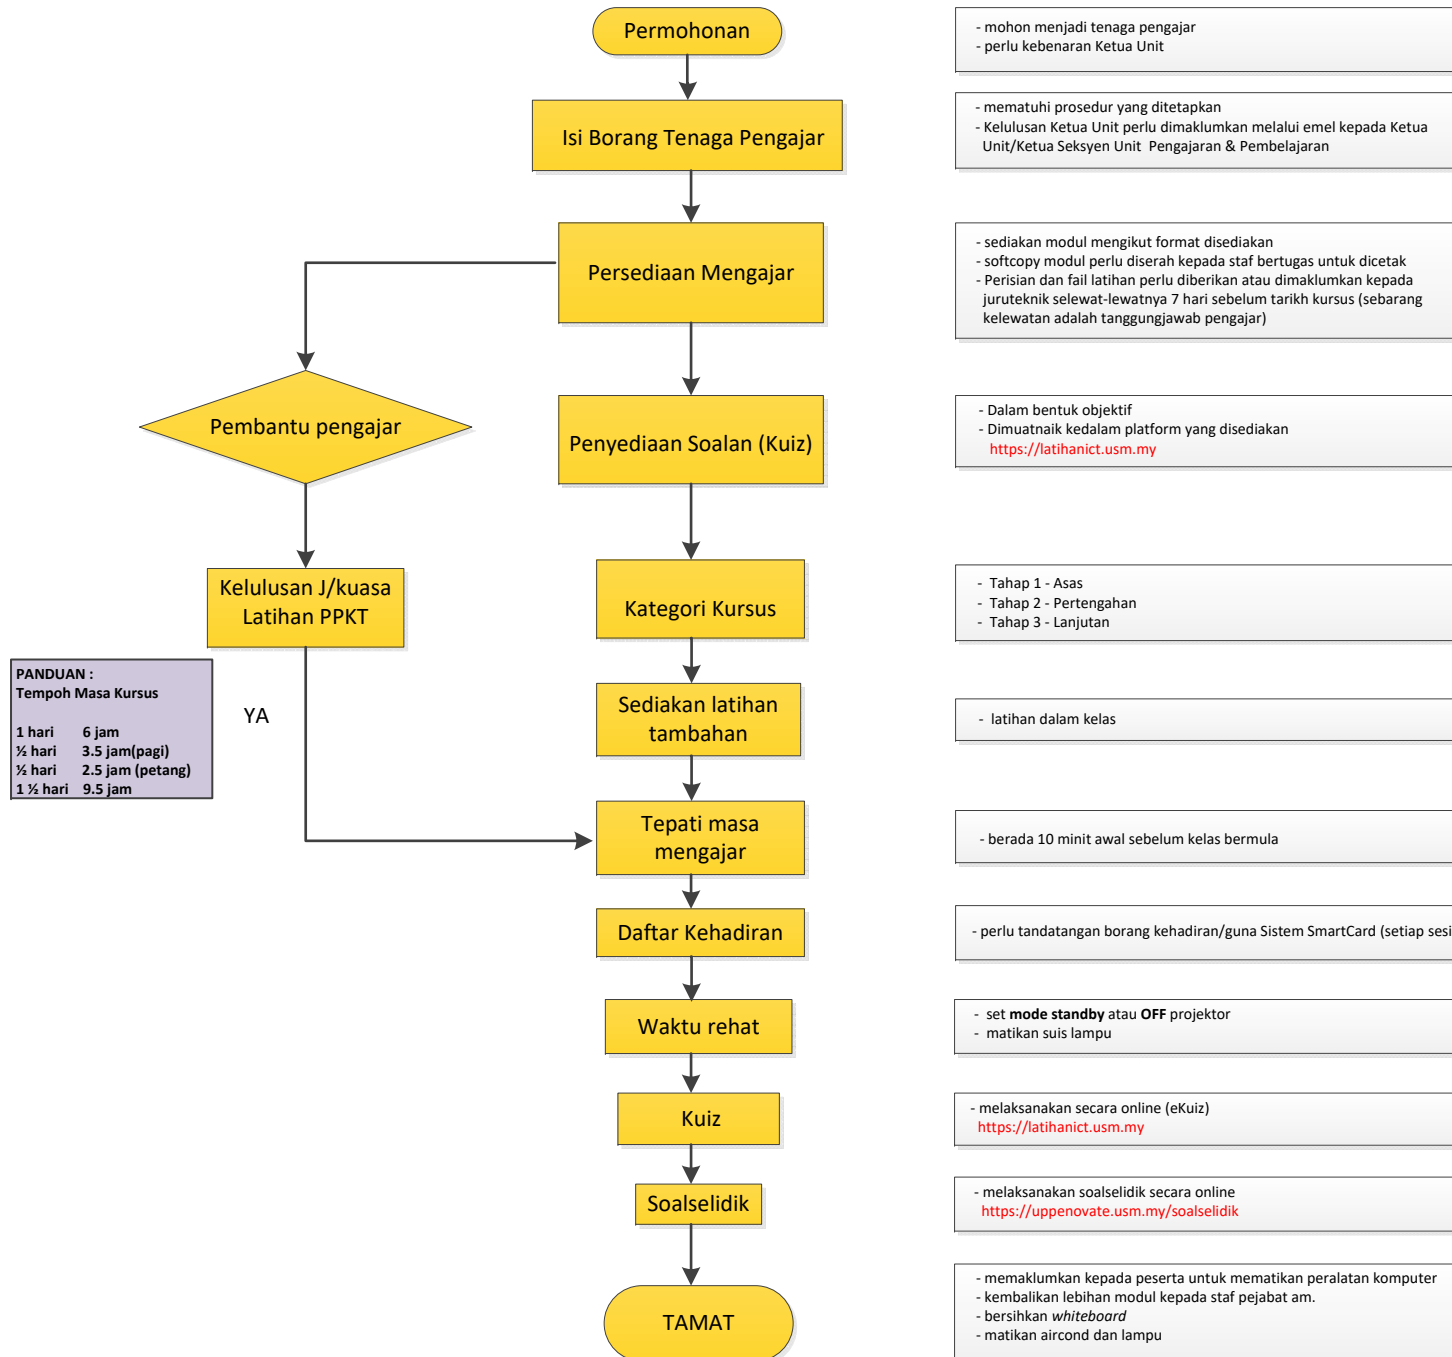 Permohonan
- mohon menjadi tenaga pengajar
- perlu kebenaran Ketua Unit
Isi Borang Tenaga Pengajar
- mematuhi prosedur yang ditetapkan
- Kelulusan Ketua Unit perlu dimaklumkan melalui emel kepada Ketua
Unit/Ketua Seksyen Unit Pengajaran & Pembelajaran
Persediaan Mengajar
- sediakan modul mengikut format disediakan
- softcopy modul perlu diserah kepada staf bertugas untuk dicetak
- Perisian dan fail latihan perlu diberikan atau dimaklumkan kepada
juruteknik selewat-lewatnya 7 hari sebelum tarikh kursus (sebarang
kelewatan adalah tanggungjawab pengajar)
Pembantu pengajar
Penyediaan Soalan (Kuiz)
- Dalam bentuk objektif
- Dimuatnaik kedalam platform yang disediakan
https://latihanict.usm.my
Kelulusan J/kuasa
Latihan PPKT
Kategori Kursus
- Tahap 1 - Asas
- Tahap 2 - Pertengahan
- Tahap 3 - Lanjutan
PANDUAN :
Tempoh Masa Kursus
1 hari 6 jam
½ hari 3.5 jam(pagi)
½ hari 2.5 jam (petang)
1 ½ hari 9.5 jam
YA
Sediakan latihan
tambahan
- latihan dalam kelas
Tepati masa
mengajar
- berada 10 minit awal sebelum kelas bermula
Daftar Kehadiran
- perlu tandatangan borang kehadiran/guna Sistem SmartCard (setiap sesi
Waktu rehat
- set mode standby atau OFF projektor
- matikan suis lampu
Kuiz
- melaksanakan secara online (eKuiz)
https://latihanict.usm.my
Soalselidik
- melaksanakan soalselidik secara online
https://uppenovate.usm.my/soalselidik
TAMAT
- memaklumkan kepada peserta untuk mematikan peralatan komputer
- kembalikan lebihan modul kepada staf pejabat am.
- bersihkan whiteboard
- matikan aircond dan lampu